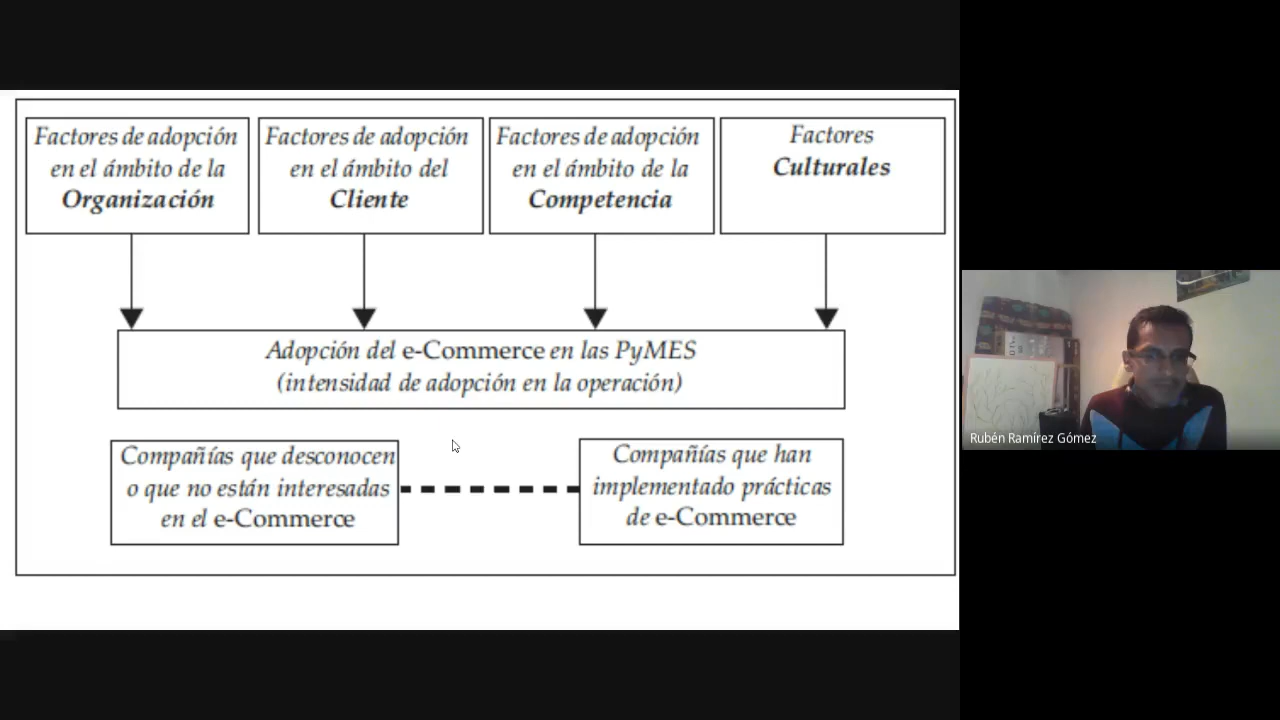 Factores de adopción
en el ámbito de la
Organización
Factores de adopción
en el ámbito del
Cliente
Factores de adopción
en el ámbito de la
Competencia
Factores
Culturales
Adopción del e-Commerce en las PyMES
(intensidad de adopción en la operación)
Compañías que desconocen
o que no están interesadas
en el e-Commerce
Compañías que han
implementado prácticas
de e-Commerce
Rubén Ramírez Gómez